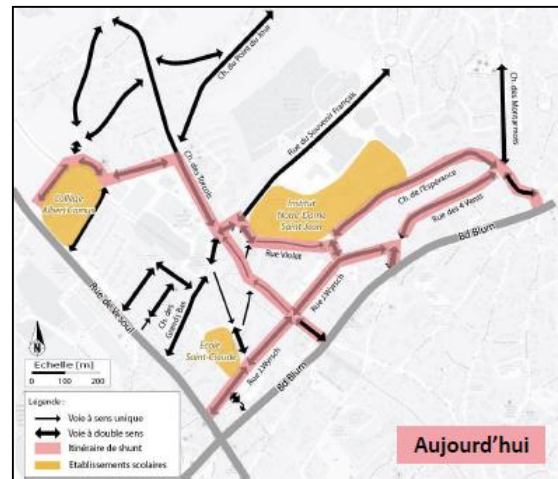 Ch. du Point du Jour
Ch. des Montarmots
Rue du Souvenir Français
Ch. des Torcols
Collège
Albert Camus
Institut
Notre-Dame
Saint-Jean
Ch. de l'Espérance
Rue des 4 Vents
Rue Violet
Bd Blum
Rue J.Wyrsch
Rue de Vesoul
Ch. des
Grands Bas
Ecole
Saint-Claude
Rue J.Wyrsch
Bd Blum
Echelle [m]
0 100 200
Légende :
Voie à sens unique
Voie à double sens
Itinéraire de shunt
Etablissements scolaires
Aujourd'hui